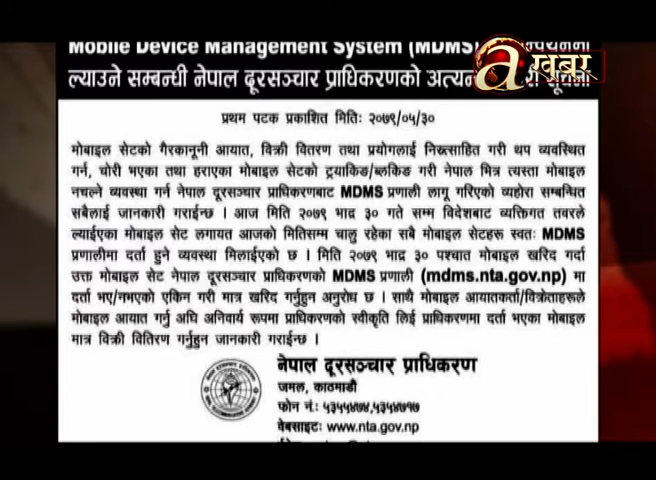 Mobile Device Management System (MDMS)
ल्याउने सम्बन्धी नेपाल दूरसञ्चार प्राधिकरणको सूचना
a खबर
प्रथम पटक प्रकाशित मितिः २०७९/०५/३०
मोबाइल सेटको गैरकानूनी आयात, विक्री वितरण तथा प्रयोगलाई निरुत्साहित गरी थप व्यवस्थित
गर्न, चोरी भएका तथा हराएका मोबाइल सेटको ट्र्याकिङ/ब्लकिङ गरी नेपाल भित्र त्यस्ता मोबाइल
नचल्ने व्यवस्था गर्न नेपाल दूरसञ्चार प्राधिकरणबाट MDMS प्रणाली लागू गरिएको व्यहोरा सम्बन्धित
सबैलाई जानकारी गराईन्छ । आज मिति २०७९ भाद्र ३० गते सम्म विदेशबाट व्यक्तिगत तवरले
ल्याईएका मोबाइल सेट लगायत आजको मितिसम्म चालु रहेका सबै मोबाइल सेटहरू स्वतः MDMS
प्रणालीमा दर्ता हुने व्यवस्था मिलाईएको छ । मिति २०७९ भाद्र ३० पश्चात मोबाइल खरिद गर्दा
उक्त मोबाइल सेट नेपाल दूरसञ्चार प्राधिकरणको MDMS प्रणाली (mdms.nta.gov.np) मा
दर्ता भए/नभएको एकिन गरी मात्र खरिद गर्नुहुन अनुरोध छ । साथै मोबाइल आयातकर्ता/विक्रेताहरूले
मोबाइल आयात गर्नु अघि अनिवार्य रूपमा प्राधिकरणको स्वीकृति लिई प्राधिकरणमा दर्ता भएका मोबाइल
मात्र विक्री वितिरण गर्नुहुन जानकारी गराईन्छ ।
नेपाल दूरसञ्चार प्राधिकरण
जमल, काठमाडौं
फोन नं.: ५३५५४७४,५३५४७१७
वेबसाइटः www.nta.gov.np